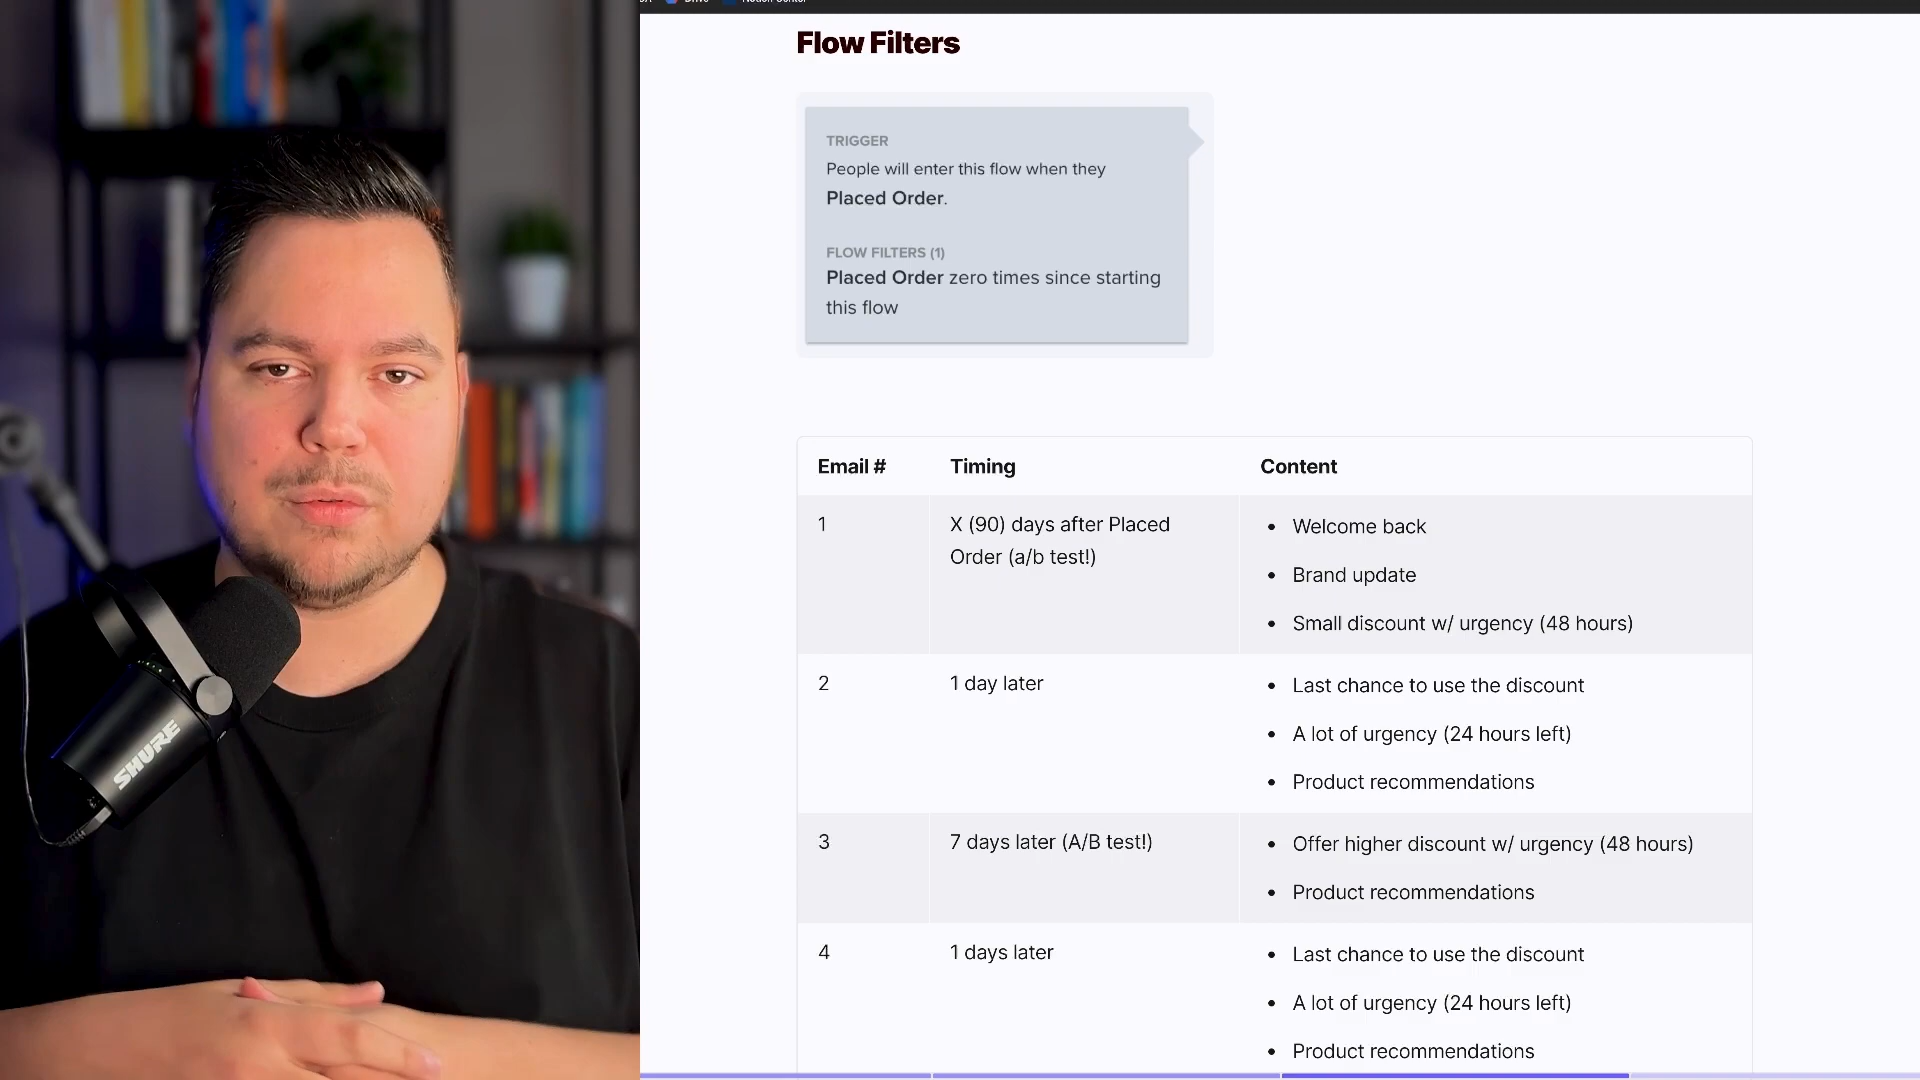 Flow Filters
TRIGGER
People will enter this flow when they
Placed Order.
FLOW FILTERS (1)
Placed Order zero times since starting
this flow
Email # Timing Content
1 X (90) days after Placed
Order (a/b test!)
• Welcome back
• Brand update
• Small discount w/ urgency (48 hours)
2 1 day later
• Last chance to use the discount
• A lot of urgency (24 hours left)
• Product recommendations
3 7 days later (A/B test!)
• Offer higher discount w/ urgency (48 hours)
• Product recommendations
4 1 days later
• Last chance to use the discount
• A lot of urgency (24 hours left)
• Product recommendations
SHURE